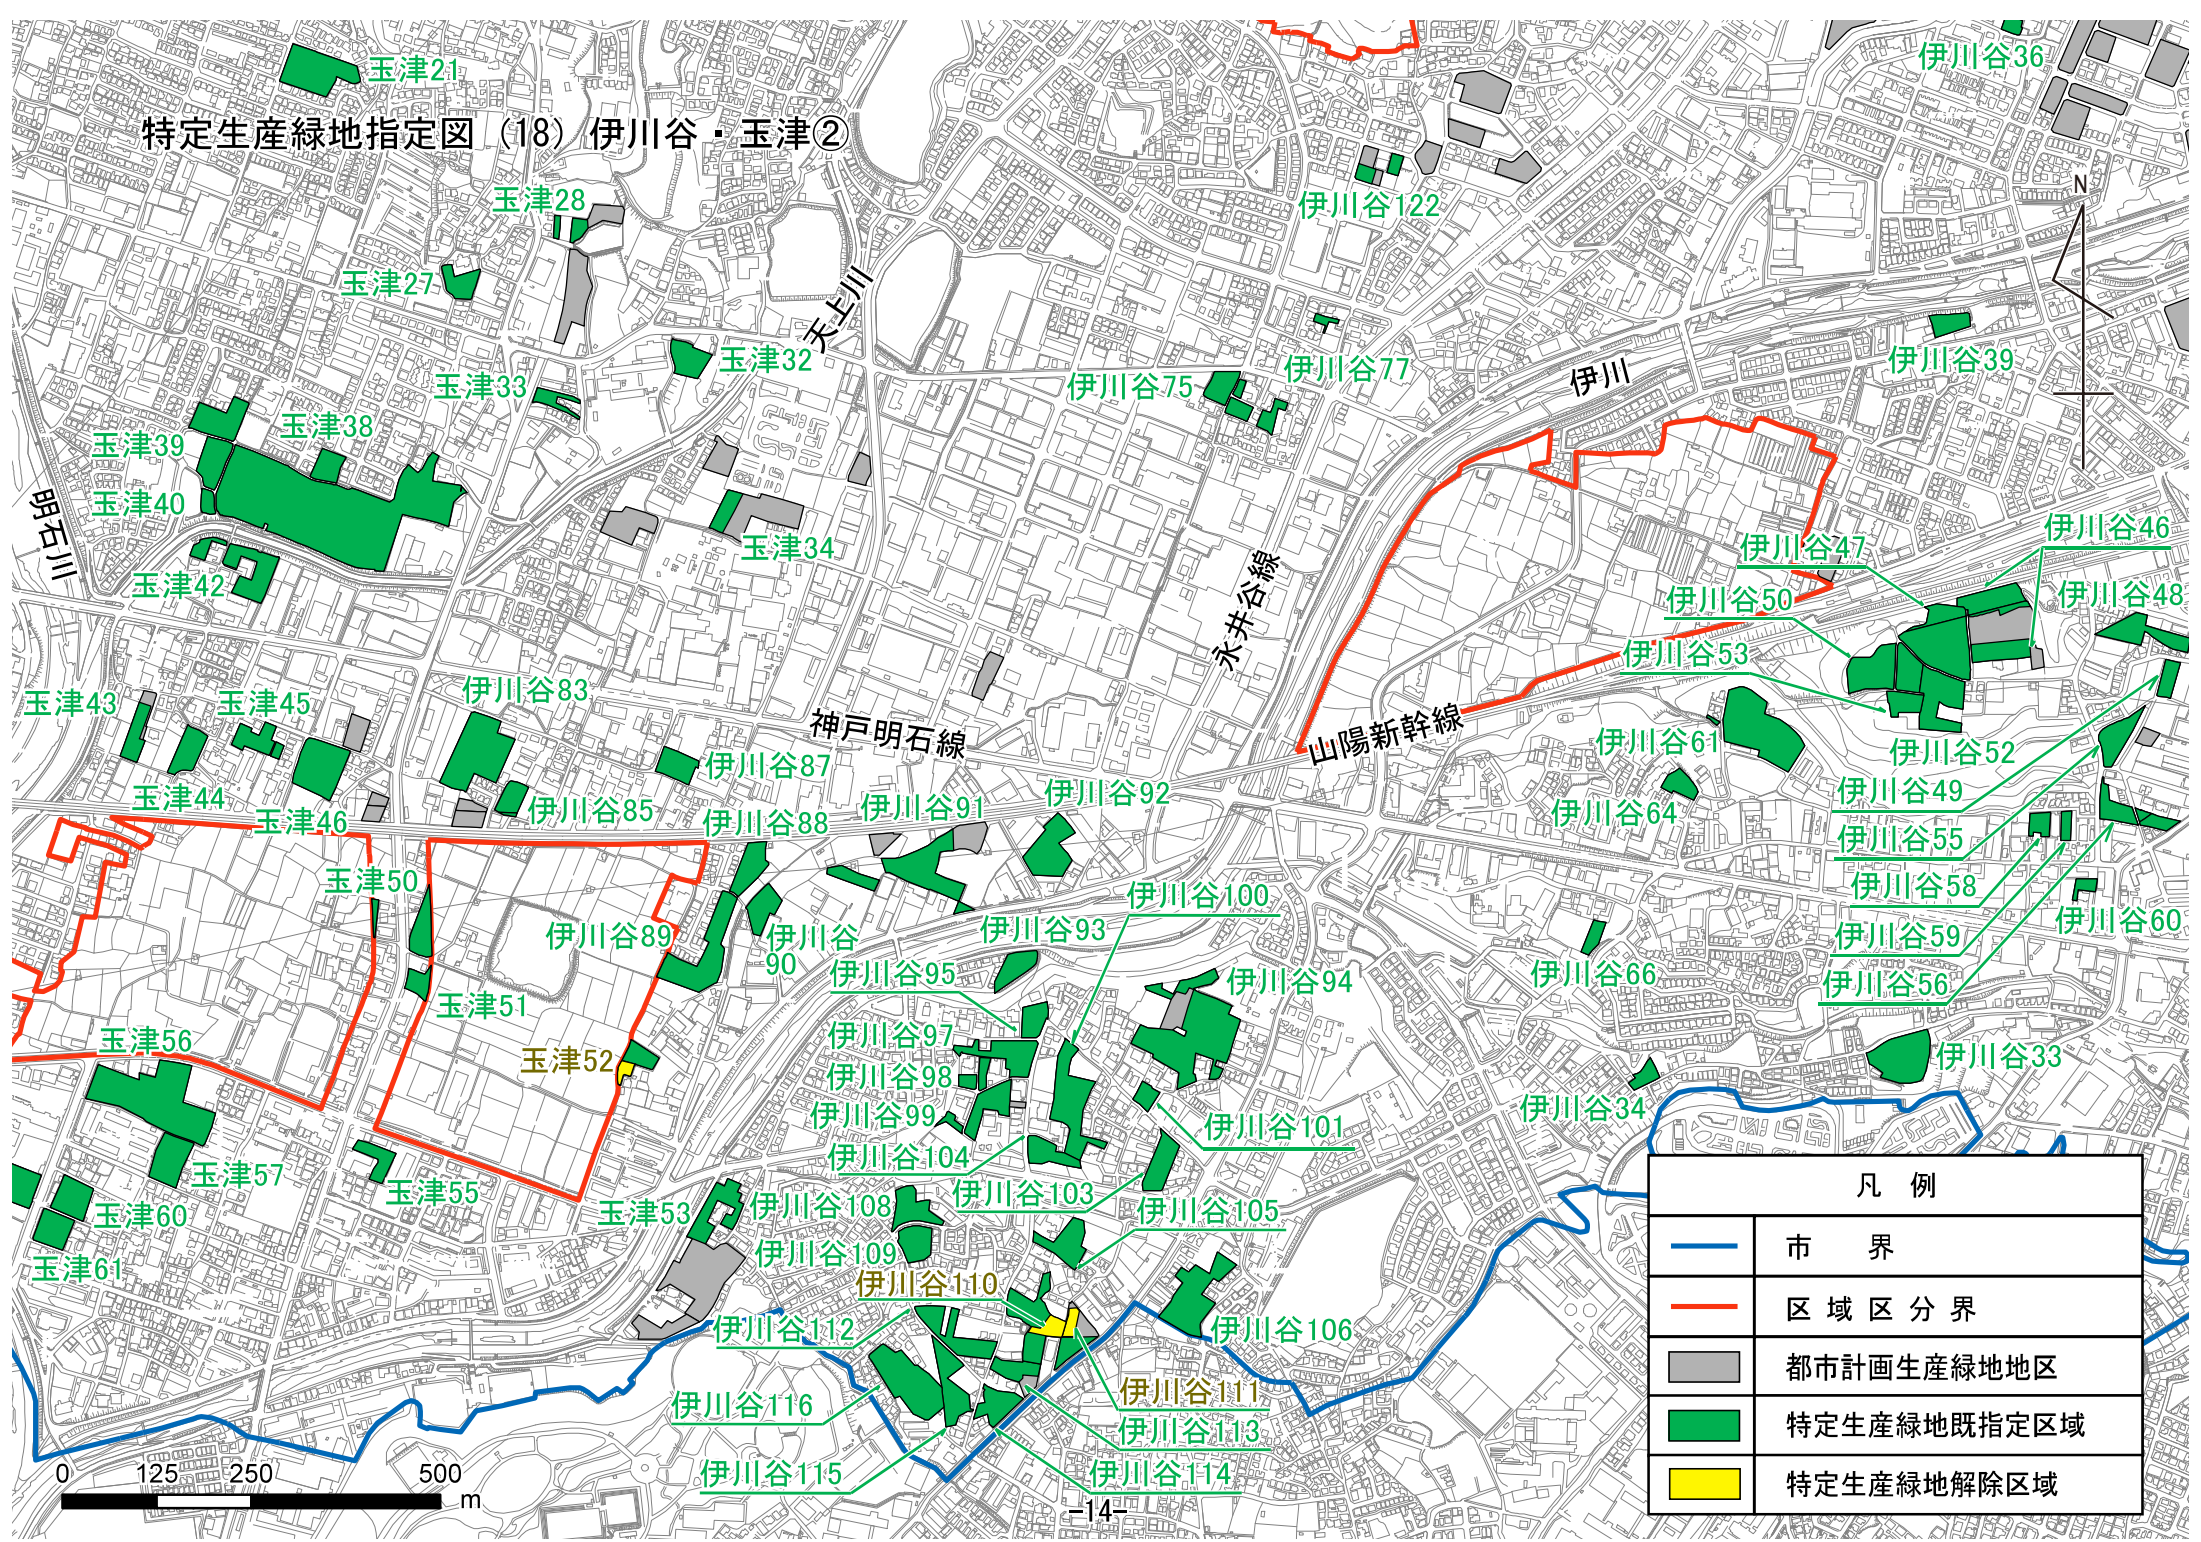 伊川谷36
玉津21
特定生産緑地指定図 (18) 伊川谷・玉津②
玉津28
伊川谷122
N
玉津27
天上川
玉津32
伊川谷77
伊川谷39
玉津33
伊川谷75
伊川
玉津38
玉津39
玉津40
明石川
玉津34
伊川谷46
伊川谷47
玉津42
永井谷線
伊川谷50
伊川谷48
伊川谷53
伊川谷83
玉津43
玉津45
神戸明石線
山陽新幹線
伊川谷61
伊川谷52
伊川谷87
伊川谷49
伊川谷92
玉津44
伊川谷85
伊川谷91
伊川谷64
玉津46
伊川谷88
伊川谷55
玉津50
伊川谷58
伊川谷100
伊川谷60
伊川谷89
伊川谷
90
伊川谷93
伊川谷59
伊川谷95
伊川谷94
伊川谷66
伊川谷56
玉津51
玉津56
伊川谷97
玉津52
伊川谷33
伊川谷98
伊川谷99
伊川谷34
伊川谷101
伊川谷104
玉津57
玉津55
伊川谷103
玉津60
玉津53
伊川谷108
伊川谷105
伊川谷109
玉津61
伊川谷110
伊川谷112
伊川谷106
伊川谷111
伊川谷116
伊川谷113
伊川谷115
伊川谷114
凡 例
市 界
区 域 区 分 界
都市計画生産緑地地区
特定生産緑地既指定区域
特定生産緑地解除区域
0 125 250 500 m
-14-